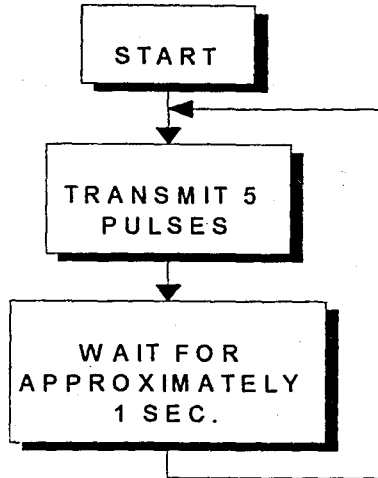 START
TRANSMIT 5
PULSES
WAIT FOR
APPROXIMATELY
1 SEC.